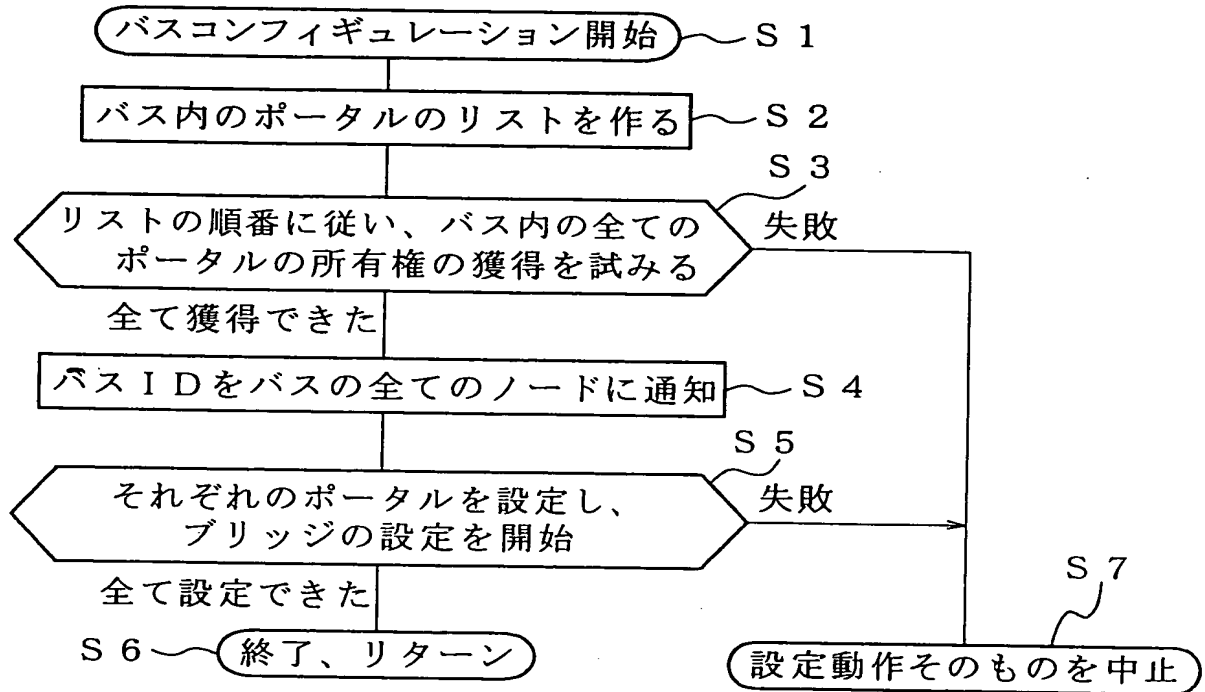 バスコンフィギュレーション開始
S1
バス内のポータルのリストを作る
S2
S3
リストの順番に従い、バス内の全ての
ポータルの所有権の獲得を試みる
失敗
全て獲得できた
バスIDをバスの全てのノードに通知
S4
S5
それぞれのポータルを設定し、
ブリッジの設定を開始
失敗
全て設定できた
S6
終了、リターン
S7
設定動作そのものを中止